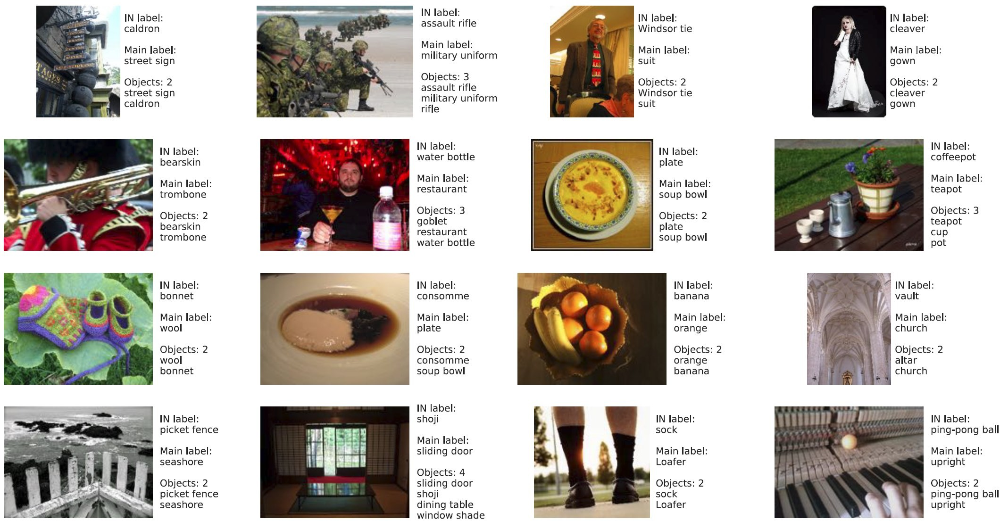 IN label:
caldron
Main label:
street sign
Objects: 2
street sign
caldron
TAGES
IN label:
assault rifle
Main label:
military uniform
Objects: 3
assault rifle
military uniform
rifle
IN label:
Windsor tie
Main label:
suit
Objects: 2
Windsor tie
suit
IN label:
cleaver
Main label:
gown
Objects: 2
cleaver
gown
IN label:
bearskin
Main label:
trombone
Objects: 2
bearskin
trombone
IN label:
water bottle
Main label:
restaurant
Objects: 3
goblet
restaurant
water bottle
IN label:
plate
Main label:
soup bowl
Objects: 2
plate
soup bowl
IN label:
coffeepot
Main label:
teapot
Objects: 3
teapot
cup
pot
IN label:
bonnet
Main label:
wool
Objects: 2
wool
bonnet
IN label:
consomme
Main label:
plate
Objects: 2
consomme
soup bowl
IN label:
banana
Main label:
orange
Objects: 2
orange
banana
IN label:
vault
Main label:
church
Objects: 2
altar
church
IN label:
picket fence
Main label:
seashore
Objects: 2
picket fence
seashore
IN label:
shoji
Main label:
sliding door
Objects: 4
sliding door
shoji
dining table
window shade
IN label:
sock
Main label:
Loafer
Objects: 2
sock
Loafer
IN label:
ping-pong ball
Main label:
upright
Objects: 2
ping-pong ball
upright